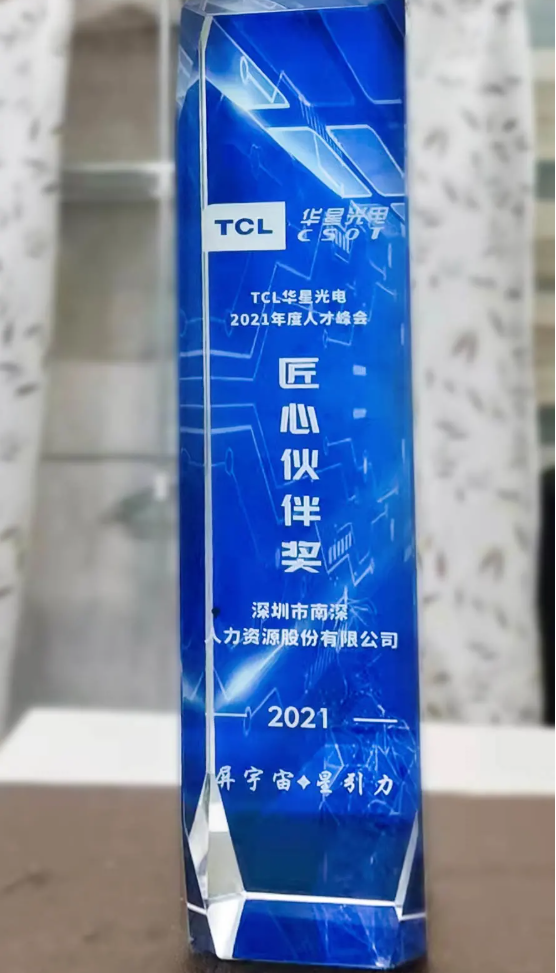 TCL 华星光电
CSOT
TCL华星光电
2021年度人才峰会
匠心伙伴奖
深圳市南深
人力资源股份有限公司
2021
屏宇宙✦星引力